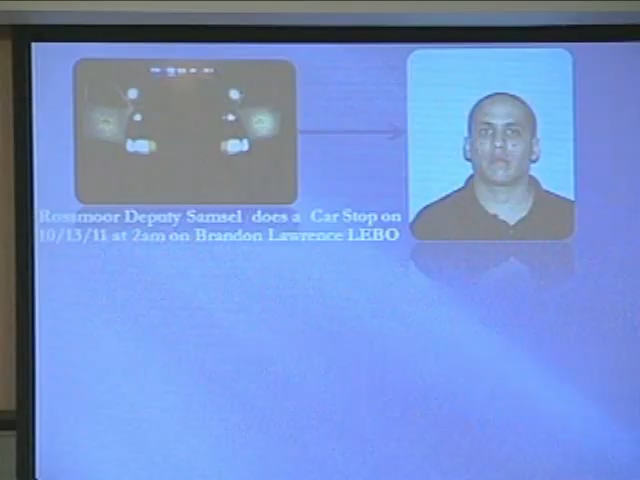 Rossmoor Deputy Samsel does a Car Stop on
10/13/11 at 2am on Brandon Lawrence LEBO